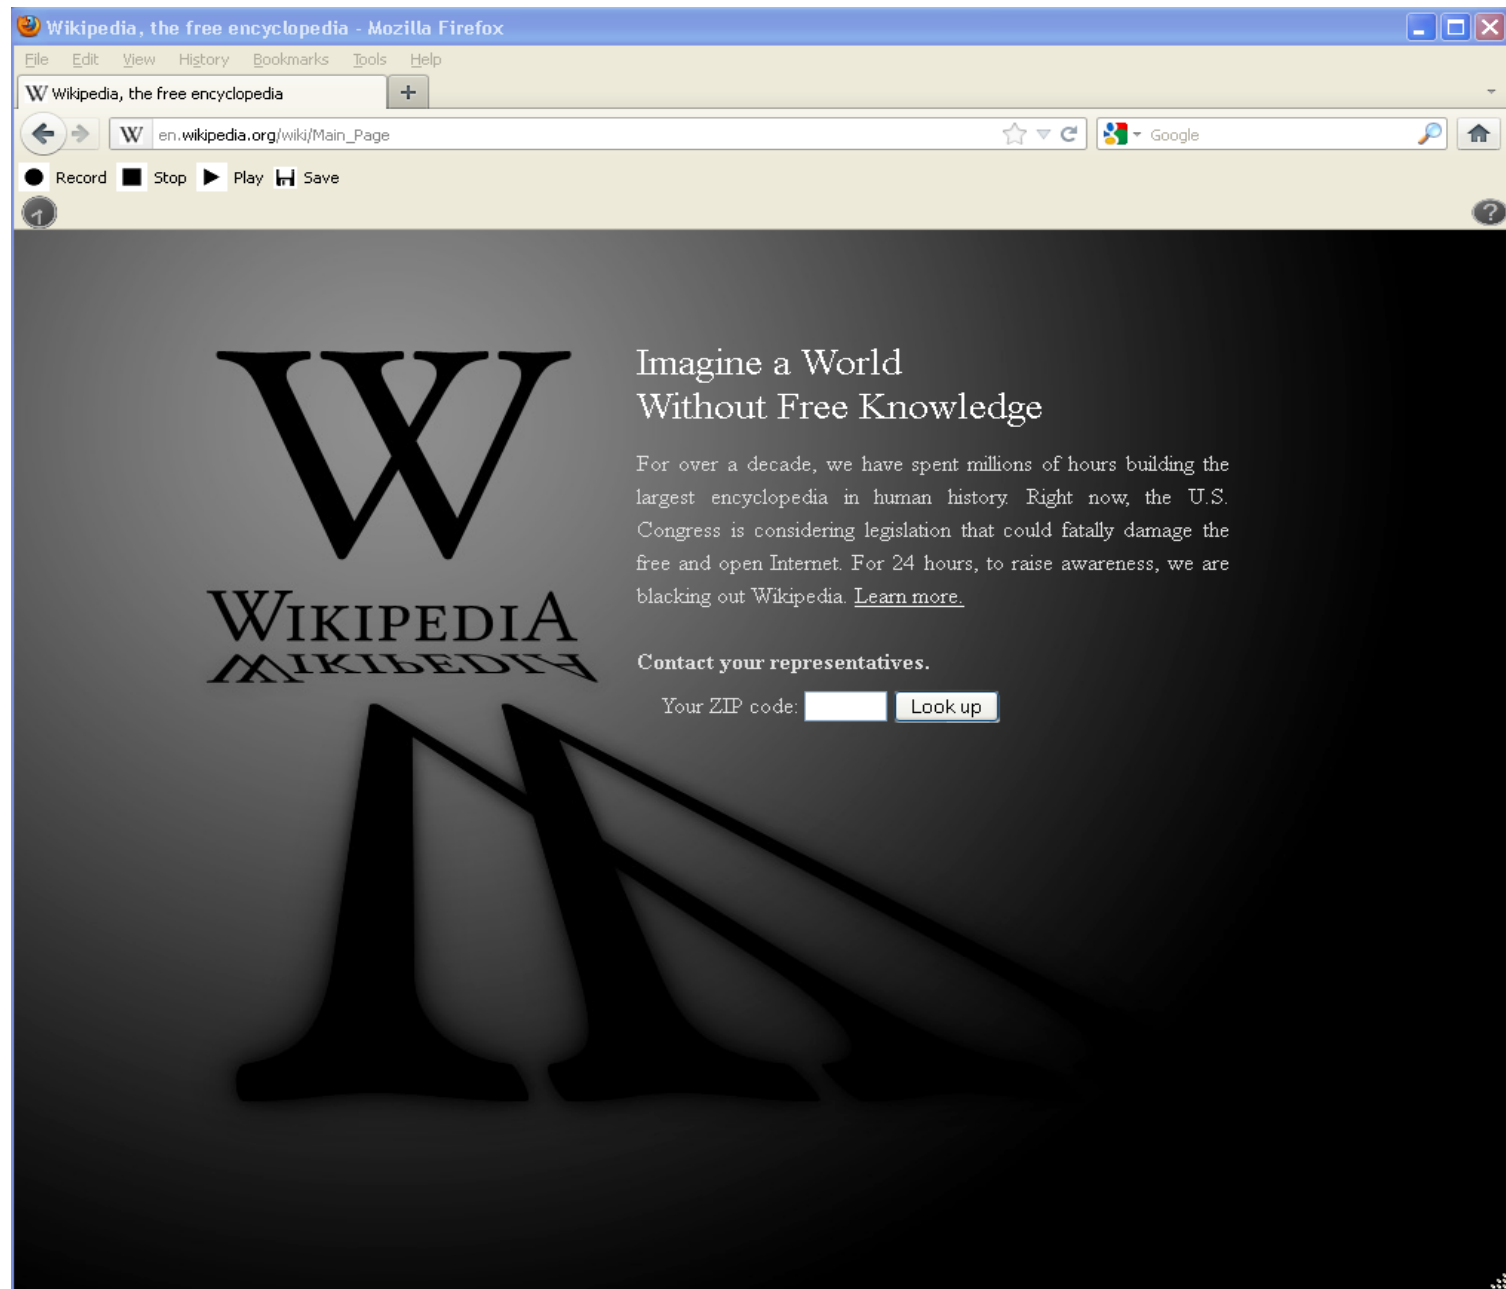 Wikipedia, the free encyclopedia - Mozilla Firefox
File Edit View History Bookmarks Tools Help
W Wikipedia, the free encyclopedia +
W en.wikipedia.org/wiki/Main_Page Google
Record Stop Play Save
?
W
WIKIPEDIA
Imagine a World
Without Free Knowledge
For over a decade, we have spent millions of hours building the
largest encyclopedia in human history. Right now, the U.S.
Congress is considering legislation that could fatally damage the
free and open Internet. For 24 hours, to raise awareness, we are
blacking out Wikipedia. Learn more.
Contact your representatives.
Your ZIP code: Look up